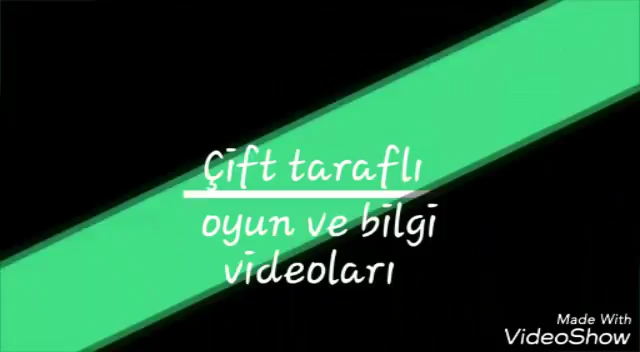 Çift taraflı
oyun ve bilgi
videoları
Made With
VideoShow